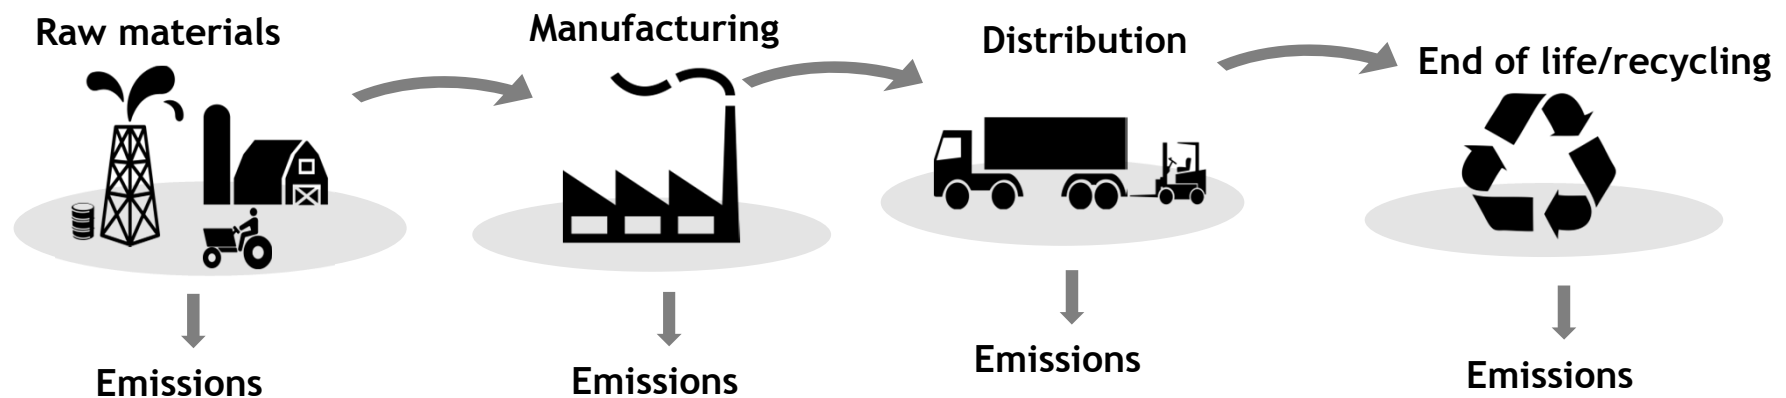 Raw materials
Manufacturing
Distribution
End of life/recycling
Emissions
Emissions
Emissions
Emissions